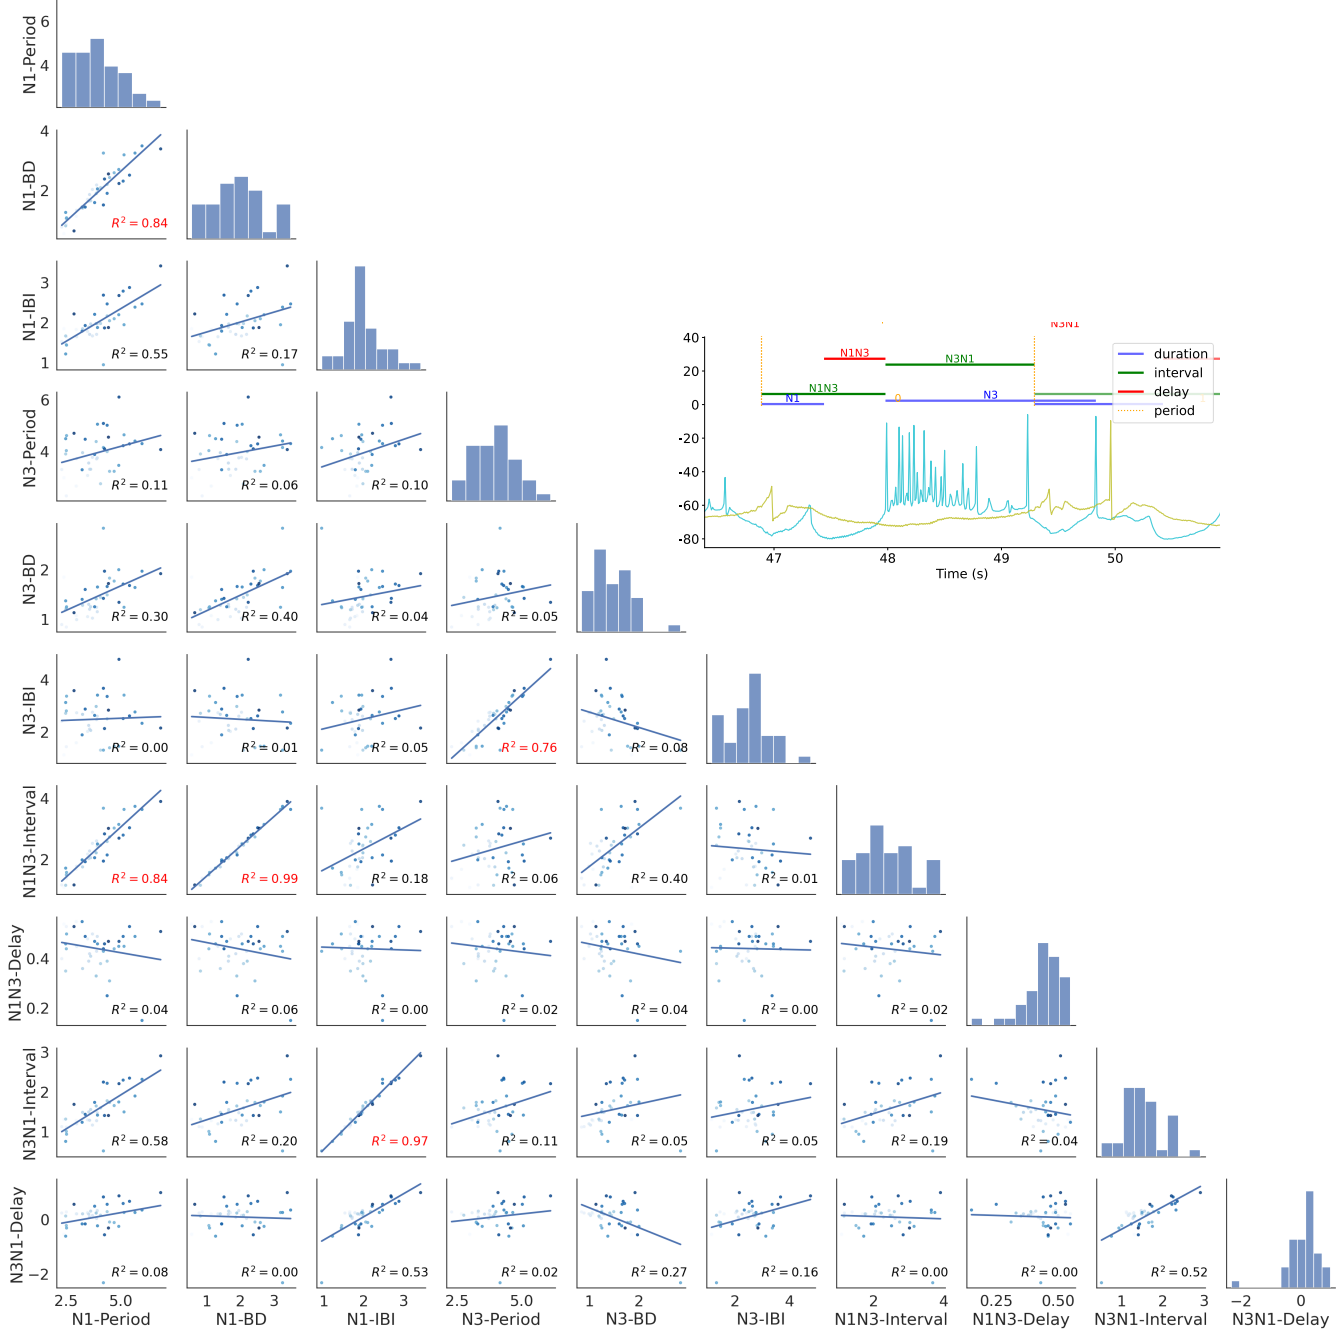 N1-Period
6
4
N1-BD
4
2
R² = 0.84
N1-IBI
3
2
1
R² = 0.55
R² = 0.17
N3-Period
6
4
R² = 0.11
R² = 0.06
R² = 0.10
N3-BD
2
1
R² = 0.30
R² = 0.40
R² = 0.04
R² = 0.05
N3-IBI
4
2
R² = 0.00
R² = 0.01
R² = 0.05
R² = 0.76
R² = 0.08
N1N3-Interval
4
2
R² = 0.84
R² = 0.99
R² = 0.18
R² = 0.06
R² = 0.40
R² = 0.01
N1N3-Delay
0.4
0.2
R² = 0.04
R² = 0.06
R² = 0.00
R² = 0.02
R² = 0.04
R² = 0.00
R² = 0.02
N3N1-Interval
3
2
1
R² = 0.58
R² = 0.20
R² = 0.97
R² = 0.11
R² = 0.05
R² = 0.05
R² = 0.19
R² = 0.04
N3N1-Delay
0
−2
R² = 0.08
R² = 0.00
R² = 0.53
R² = 0.02
R² = 0.27
R² = 0.16
R² = 0.00
R² = 0.00
R² = 0.52
2.5 5.0
1 2 3
1 2 3
2.5 5.0
1 2
2 4
2 4
0.25 0.50
1 2 3
−2 0
N1-Period
N1-BD
N1-IBI
N3-Period
N3-BD
N3-IBI
N1N3-Interval
N1N3-Delay
N3N1-Interval
N3N1-Delay
N3N1
40
20
0
-20
-40
-60
-80
N1N3
N3N1
N1N3
N1
0
N3
duration
interval
delay
period
47 48 49 50
Time (s)